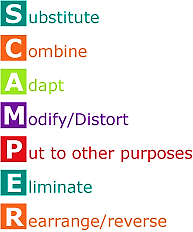 Substitute
Combine
Adapt
Modify/Distort
Put to other purposes
Eliminate
Rearrange/reverse